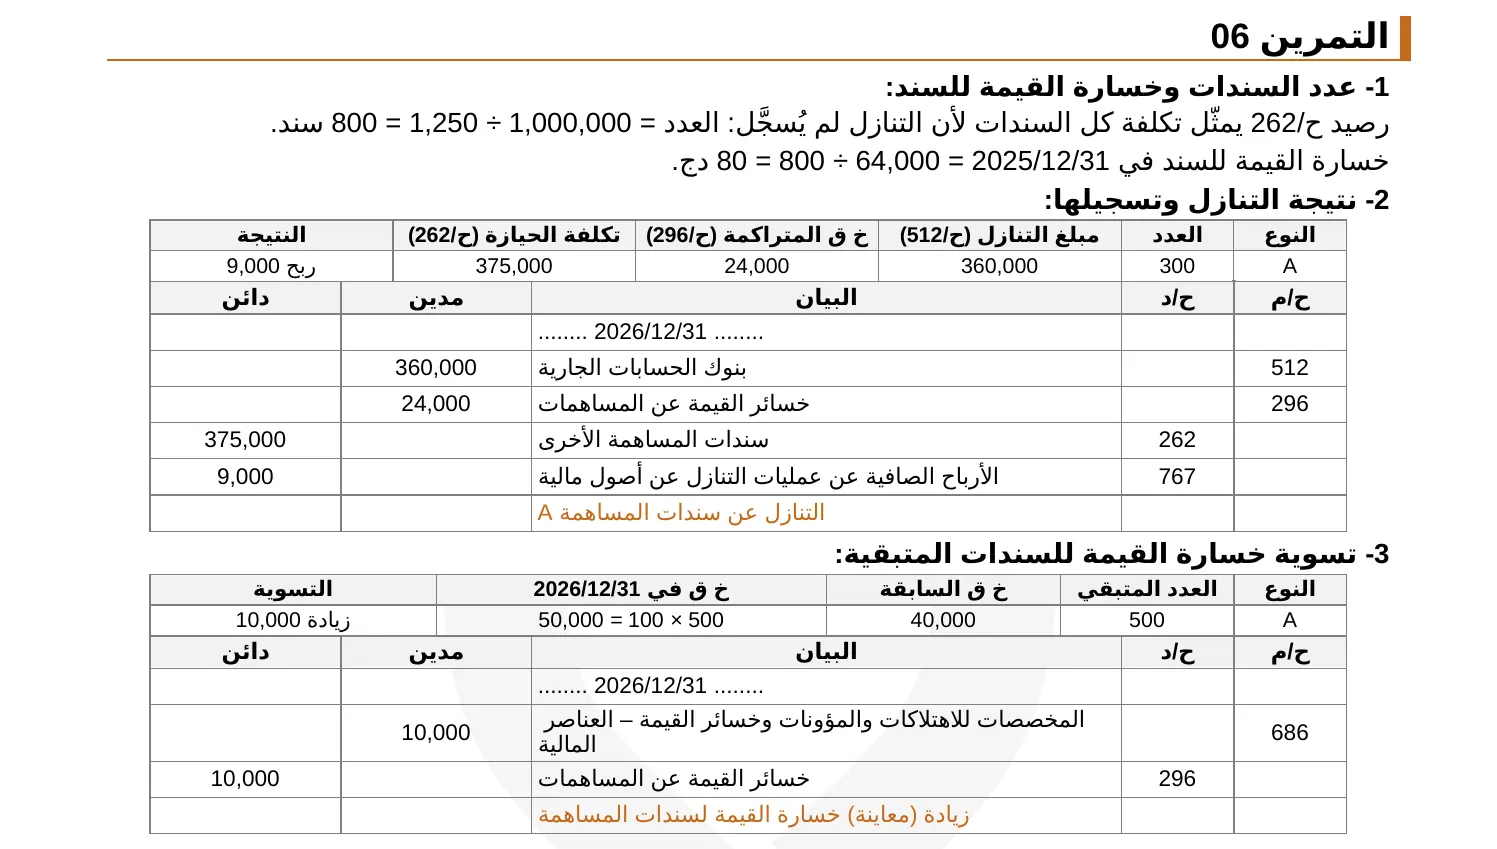 التمرين 06
1- عدد السندات وخسارة القيمة للسند:
رصيد ح/262 يمثّل تكلفة كل السندات لأن التنازل لم يُسجَّل: العدد = 1,000,000 ÷ 1,250 = 800 سند.
خسارة القيمة للسند في 2025/12/31 = 64,000 ÷ 800 = 80 دج.
2- نتيجة التنازل وتسجيلها:
النوع العدد مبلغ التنازل (ح/512) خ ق المتراكمة (ح/296) تكلفة الحيازة (ح/262) النتيجة
A 300 360,000 24,000 375,000 ربح 9,000
ح/م ح/د البيان مدين دائن
........ 2026/12/31 ........
512 بنوك الحسابات الجارية 360,000
296 خسائر القيمة عن المساهمات 24,000
262 سندات المساهمة الأخرى 375,000
767 الأرباح الصافية عن عمليات التنازل عن أصول مالية 9,000
التنازل عن سندات المساهمة A
3- تسوية خسارة القيمة للسندات المتبقية:
النوع العدد المتبقي خ ق السابقة خ ق في 2026/12/31 التسوية
A 500 40,000 500 × 100 = 50,000 زيادة 10,000
ح/م ح/د البيان مدين دائن
........ 2026/12/31 ........
686 المخصصات للاهتلاكات والمؤونات وخسائر القيمة – العناصر 10,000
المالية
296 خسائر القيمة عن المساهمات 10,000
زيادة (معاينة) خسارة القيمة لسندات المساهمة